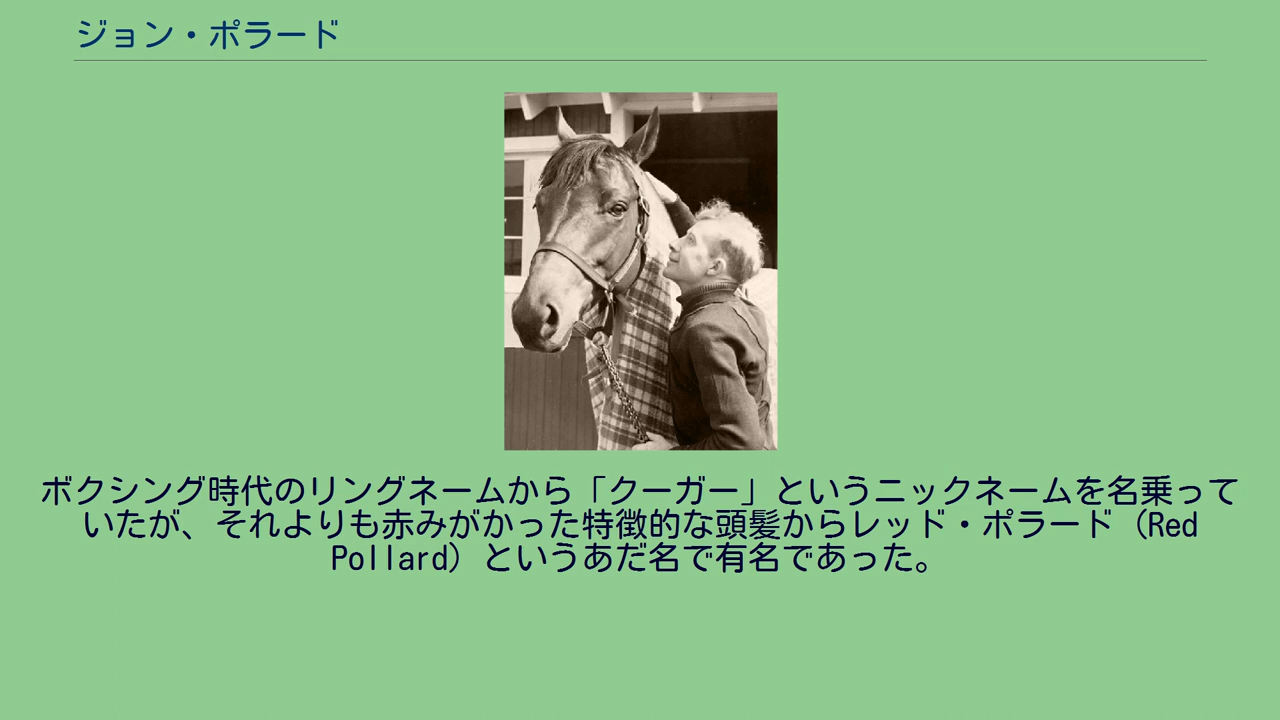 ジョン・ポラード
ボクシング時代のリングネームから「クーガー」というニックネームを名乗って
いたが、それよりも赤みがかった特徴的な頭髪からレッド・ポラード（Red
Pollard）というあだ名で有名であった。